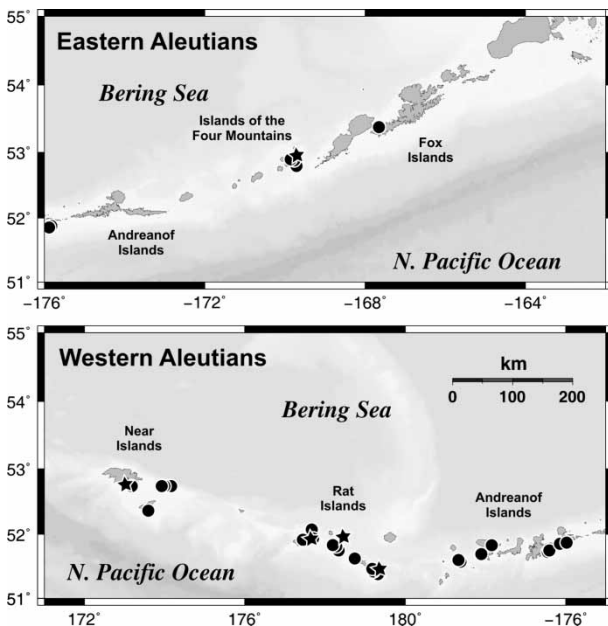 55°
Eastern Aleutians
54°
Bering Sea
Islands of the
Four Mountains
53°
Fox
Islands
52°
Andreanof
Islands
N. Pacific Ocean
51°
−176° −172° −168° −164°
55°
Western Aleutians
km
0 100 200
54°
Bering Sea
Near
Islands
53°
Rat
Islands
Andreanof
Islands
52°
N. Pacific Ocean
51°
172° 176° 180° −176°